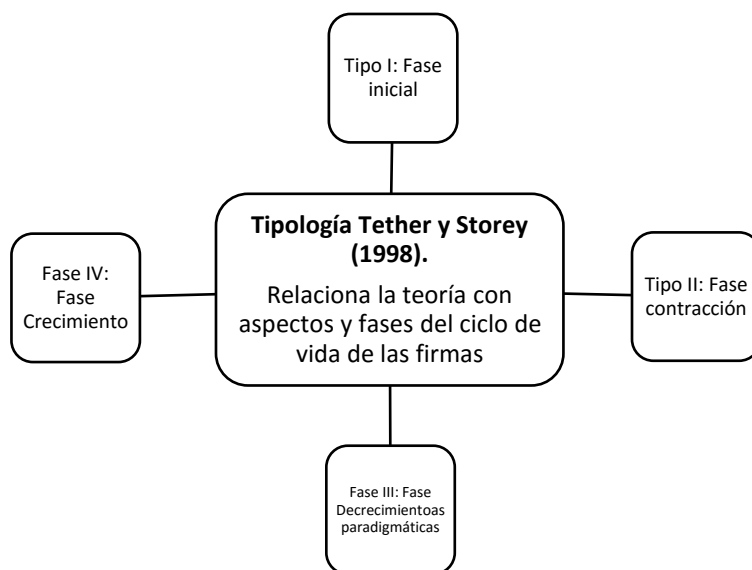 Tipo I: Fase
inicial
Tipología Tether y Storey
(1998).
Relaciona la teoría con
aspectos y fases del ciclo de
vida de las firmas
Fase IV:
Fase
Crecimiento
Tipo II: Fase
contracción
Fase III: Fase
Decrecimientoas
paradigmáticas